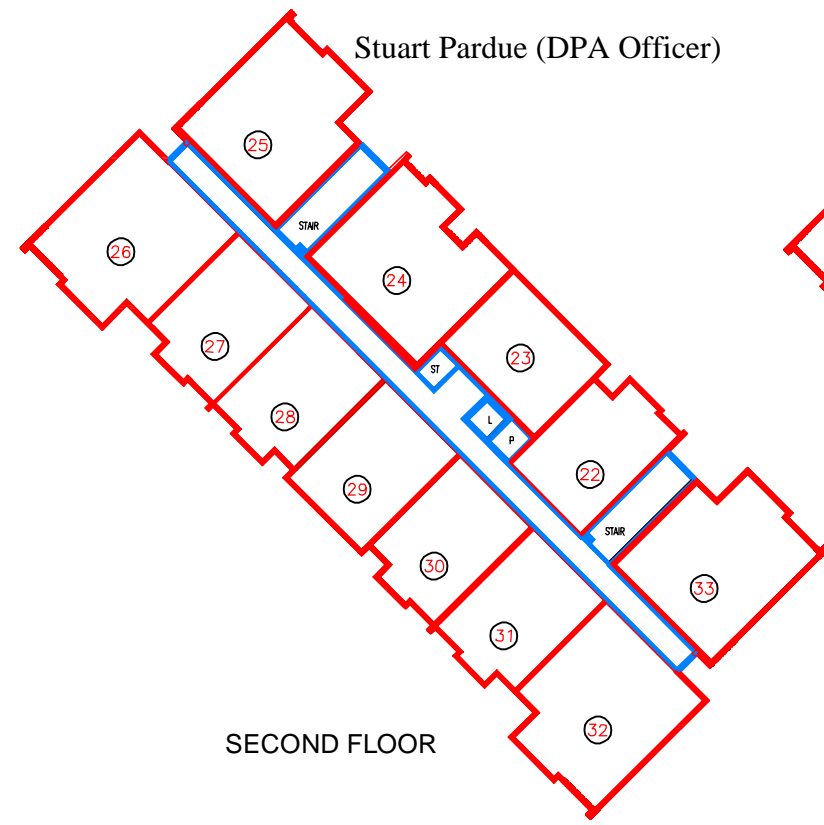 Stuart Pardue (DPA Officer)
25
STAIR
26
24
27
23
ST
28
L
P
22
29
STAIR
30
33
31
32
SECOND FLOOR